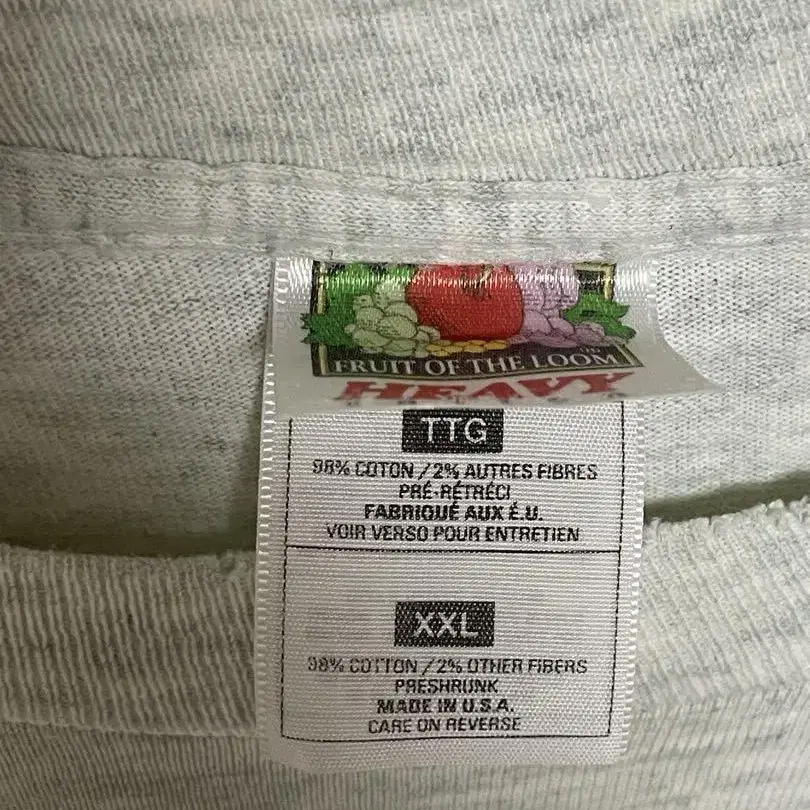 FRUIT OF THE LOOM
HEAVY
TTG
98% COTON / 2% AUTRES FIBRES
PRÉ-RÉTRÉCI
FABRIQUÉ AUX É.U.
VOIR VERSO POUR ENTRETIEN
XXL
98% COTTON / 2% OTHER FIBERS
PRESHRUNK
MADE IN U.S.A.
CARE ON REVERSE